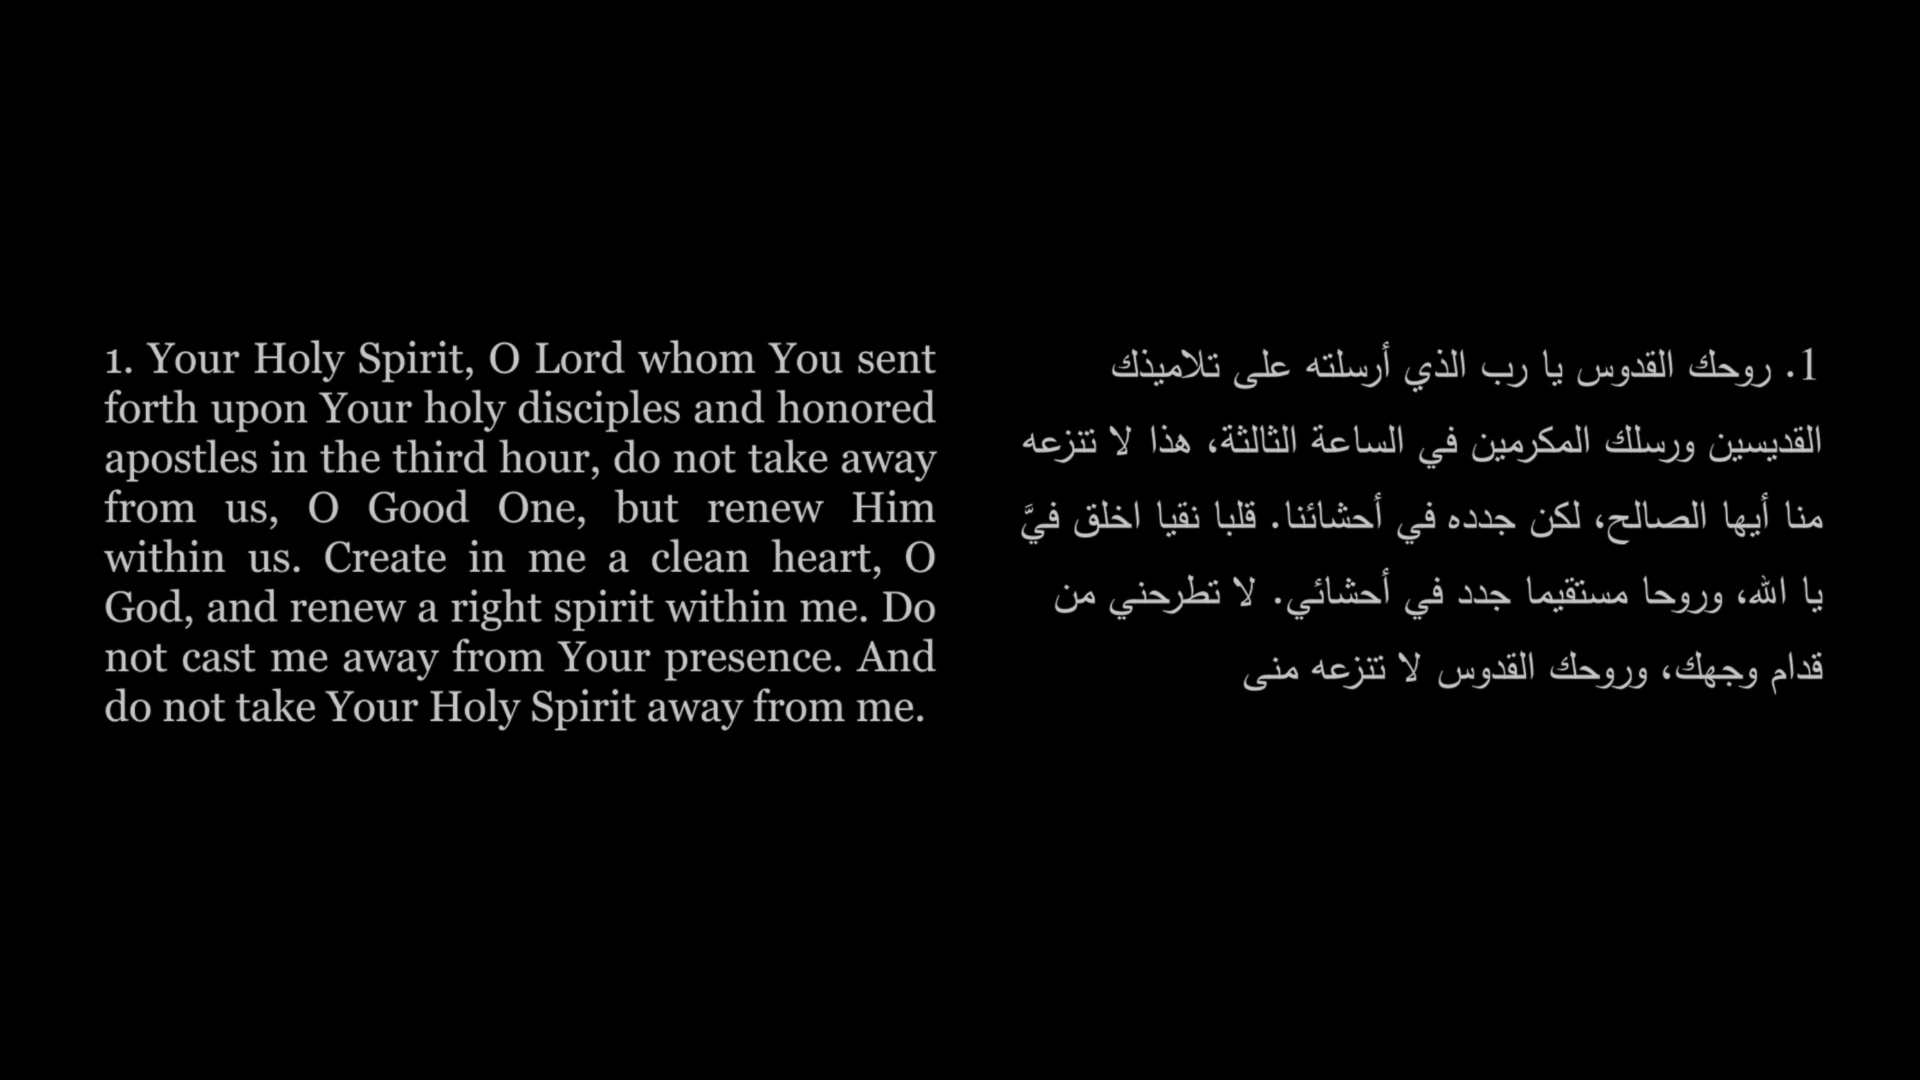 1. Your Holy Spirit, O Lord whom You sent
forth upon Your holy disciples and honored
apostles in the third hour, do not take away
from us, O Good One, but renew Him
within us. Create in me a clean heart, O
God, and renew a right spirit within me. Do
not cast me away from Your presence. And
do not take Your Holy Spirit away from me.
1. روحك القدوس يا رب الذي أرسلته على تلاميذك
القديسين ورسلك المكرمين في الساعة الثالثة، هذا لا تنزعه
منا أيها الصالح، لكن جدده في أحشائنا. قلبا نقيا اخلق فيَّ
يا الله، وروحا مستقيما جدد في أحشائي. لا تطرحني من
قدام وجهك، وروحك القدوس لا تنزعه منى